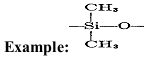 CH₃
—Si—O—
Example: CH₃